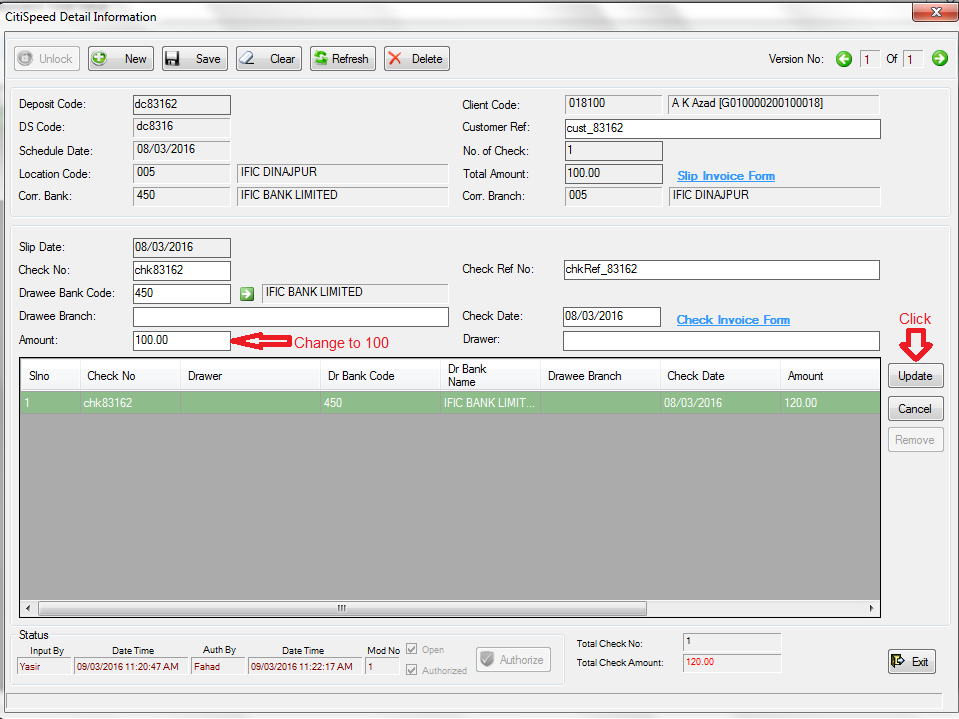 CitiSpeed Detail Information
Unlock New Save Clear Refresh Delete Version No: 1 Of 1
Deposit Code: dc83162 Client Code: 018100 A K Azad [G010000200100018]
DS Code: dc8316 Customer Ref: cust_83162
Schedule Date: 08/03/2016 No. of Check: 1
Location Code: 005 IFIC DINAJPUR Total Amount: 100.00 Slip Invoice Form
Corr. Bank: 450 IFIC BANK LIMITED Corr. Branch: 005 IFIC DINAJPUR
Slip Date: 08/03/2016
Check No: chk83162 Check Ref No: chkRef_83162
Drawee Bank Code: 450 IFIC BANK LIMITED
Drawee Branch: Check Date: 08/03/2016 Check Invoice Form Click
Amount: 100.00 Change to 100 Drawer:
Slno Check No Drawer Dr Bank Code Dr Bank Name Drawee Branch Check Date Amount Update
1 chk83162 450 IFIC BANK LIMIT... 08/03/2016 120.00 Cancel
Remove
Status
Input By Date Time Auth By Date Time Mod No Open Total Check No: 1
Yasir 09/03/2016 11:20:47 AM Fahad 09/03/2016 11:22:17 AM 1 Authorized Authorize Total Check Amount: 120.00 Exit